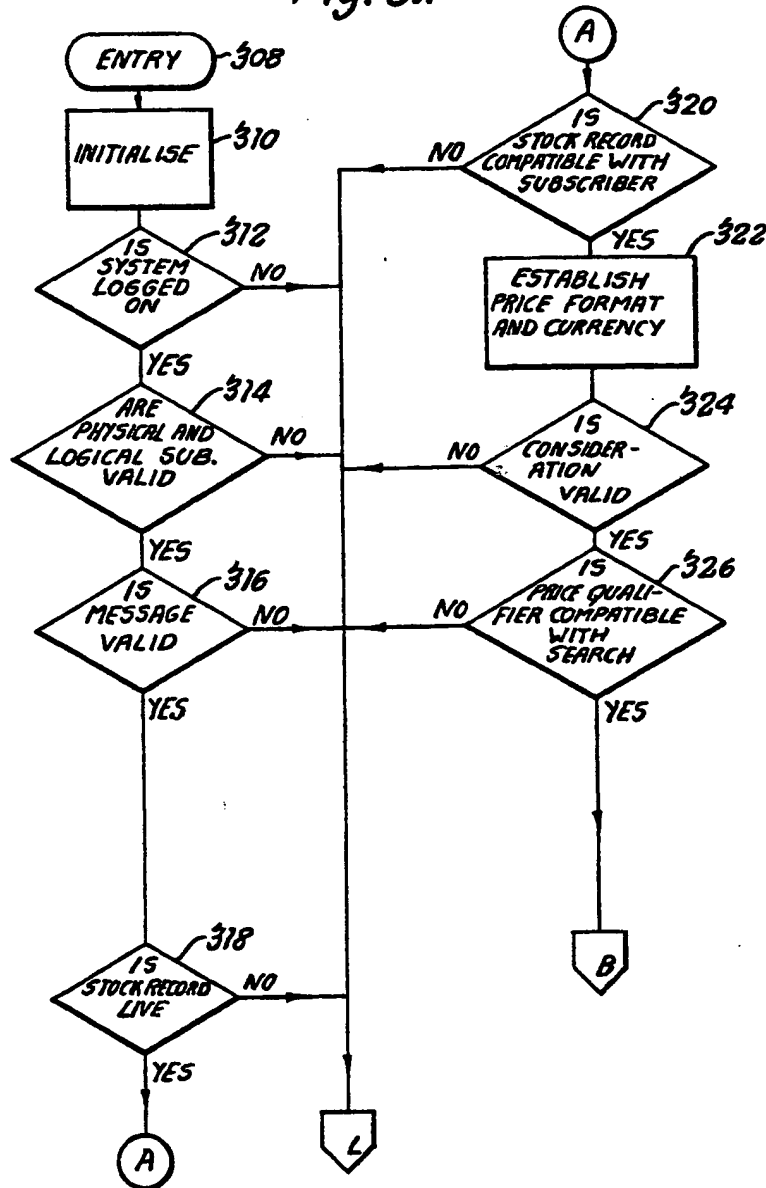 ENTRY
308
INITIALISE
310
IS
SYSTEM
LOGGED
ON
312
NO
YES
ARE
PHYSICAL AND
LOGICAL SUB.
VALID
314
NO
YES
IS
MESSAGE
VALID
316
NO
YES
IS
STOCK RECORD
LIVE
318
NO
YES
A
L
A
IS
STOCK RECORD
COMPATIBLE WITH
SUBSCRIBER
320
NO
YES
ESTABLISH
PRICE FORMAT
AND CURRENCY
322
IS
CONSIDER-
ATION
VALID
324
NO
YES
IS
PRICE QUALI-
FIER COMPATIBLE
WITH
SEARCH
326
NO
YES
B